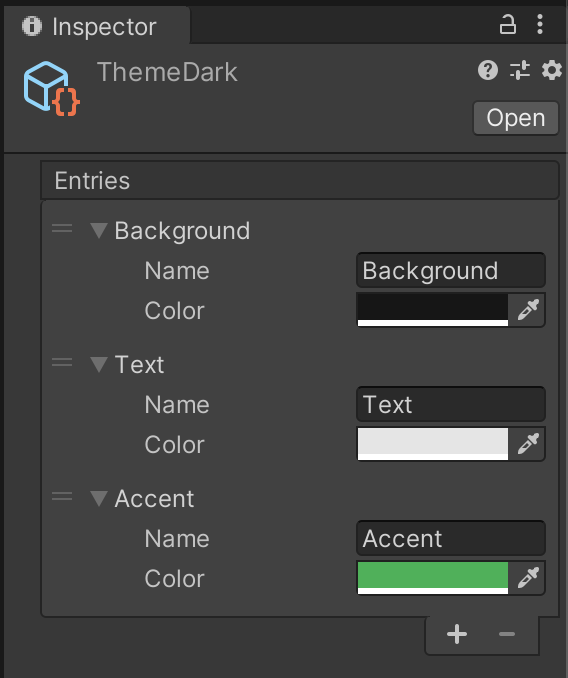 Inspector
ThemeDark
Open
Entries
Background
Name Background
Color
Text
Name Text
Color
Accent
Name Accent
Color